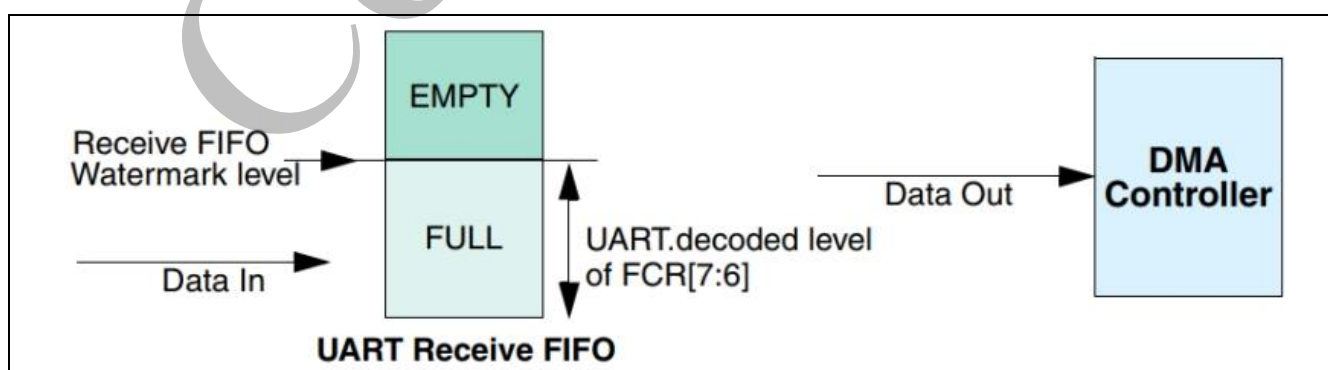 EMPTY
Receive FIFO
Watermark level
FULL
Data In
UART.decoded level
of FCR[7:6]
UART Receive FIFO
Data Out
DMA
Controller